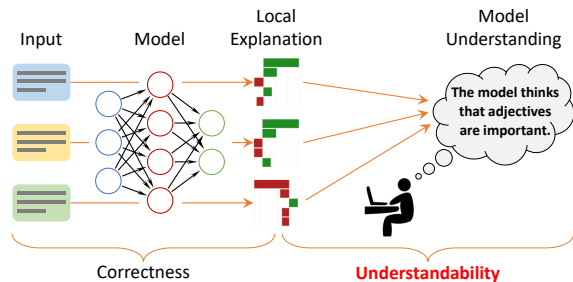 Input
Model
Local
Explanation
Model
Understanding
The model thinks
that adjectives
are important.
Correctness
Understandability